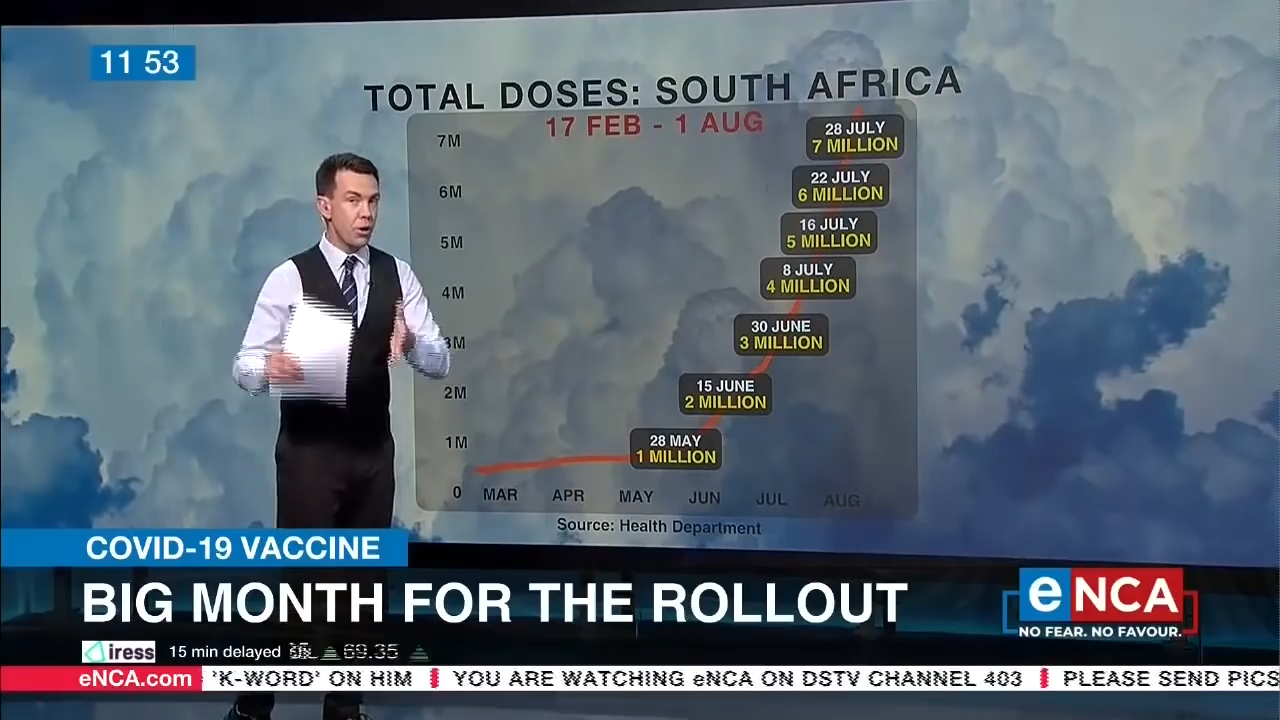 11 53
TOTAL DOSES: SOUTH AFRICA
17 FEB - 1 AUG
7M
28 JULY
7 MILLION
6M
22 JULY
6 MILLION
5M
16 JULY
5 MILLION
4M
8 JULY
4 MILLION
3M
30 JUNE
3 MILLION
2M
15 JUNE
2 MILLION
1M
28 MAY
1 MILLION
0 MAR APR MAY JUN JUL AUG
Source: Health Department
COVID-19 VACCINE
BIG MONTH FOR THE ROLLOUT
eNCA
NO FEAR. NO FAVOUR.
iress 15 min delayed 69.35
eNCA.com 'K-WORD' ON HIM YOU ARE WATCHING eNCA ON DSTV CHANNEL 403 PLEASE SEND PICS